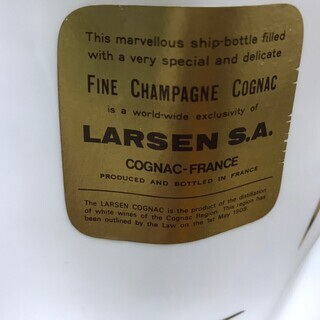 This marvellous ship-bottle filled
with a very special and delicate
FINE CHAMPAGNE COGNAC
is a world-wide exclusivity of
LARSEN S.A.
COGNAC-FRANCE
PRODUCED AND BOTTLED IN FRANCE
The LARSEN COGNAC is the product of the distillation
of white wines of the Cognac Region. This region has
been outlined by the Law on the 1st May 1909.